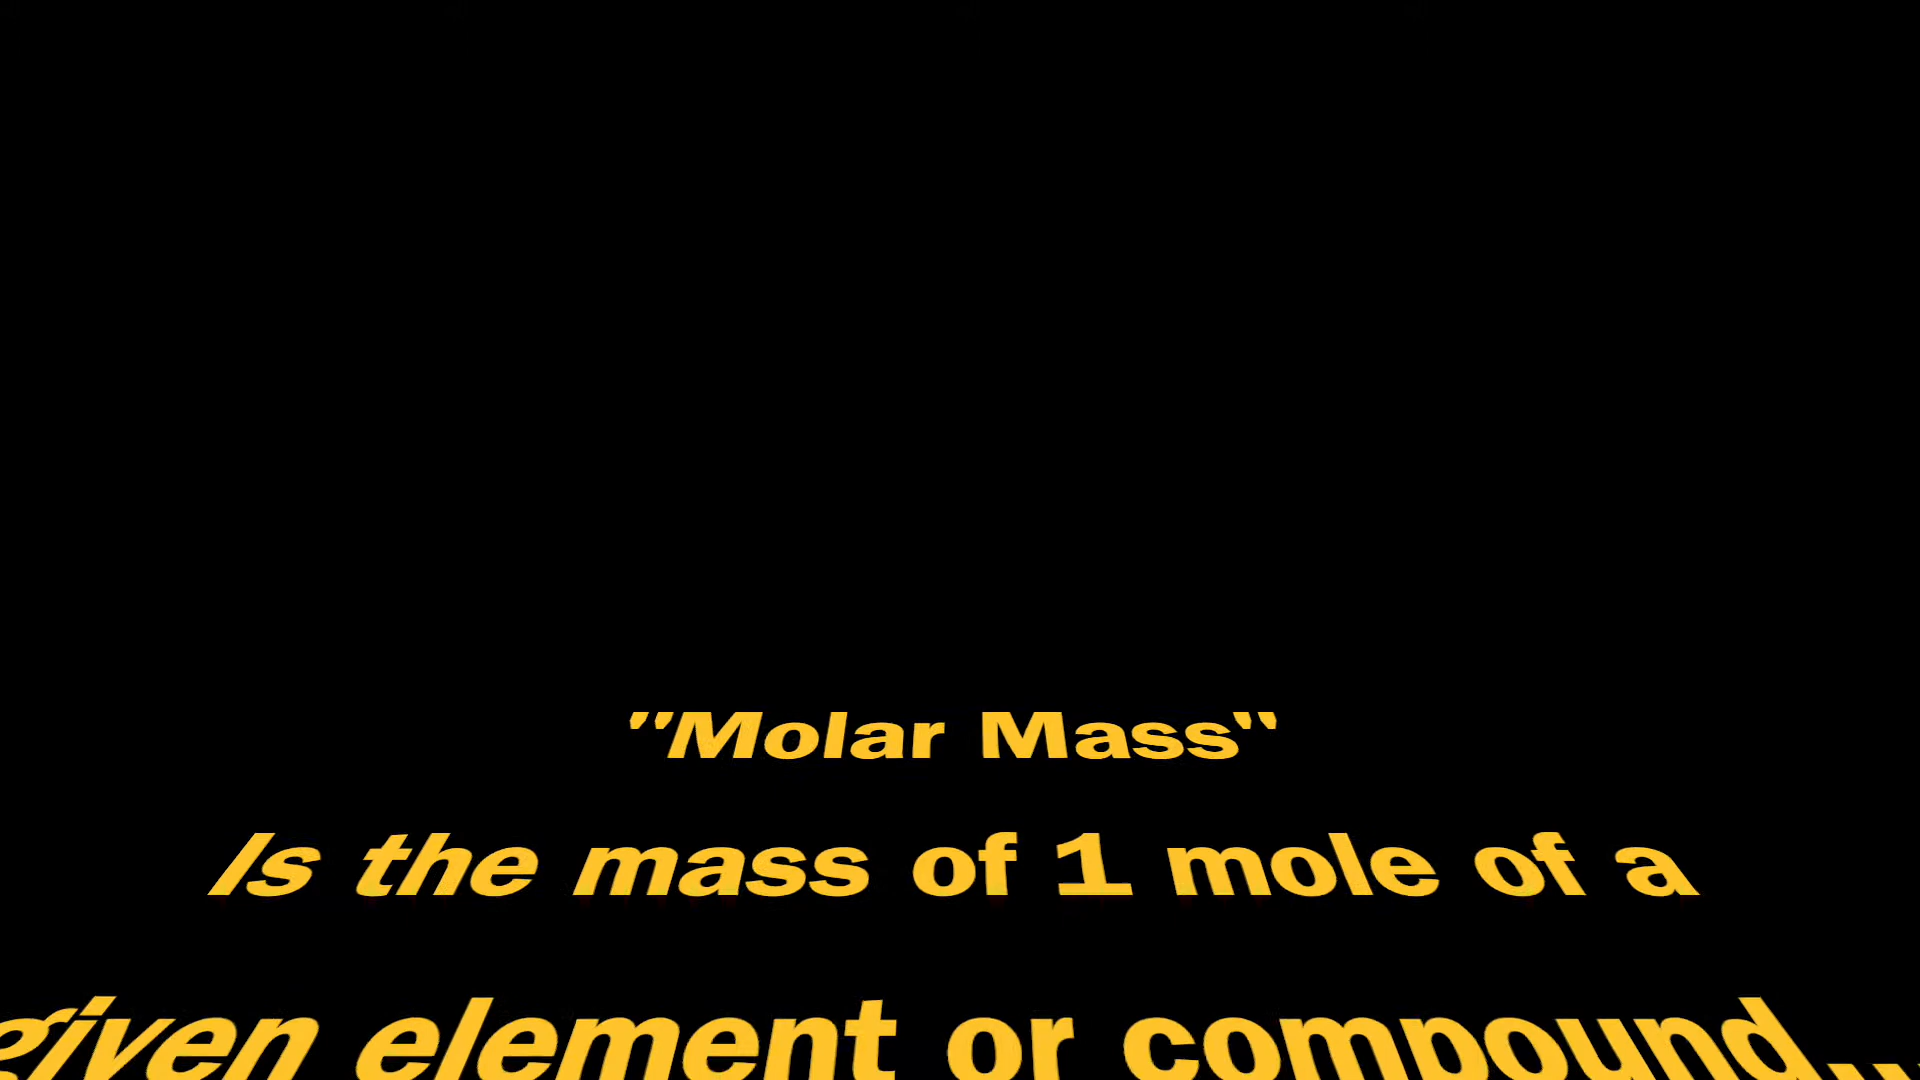 "Molar Mass"
Is the mass of 1 mole of a
given element or compound...